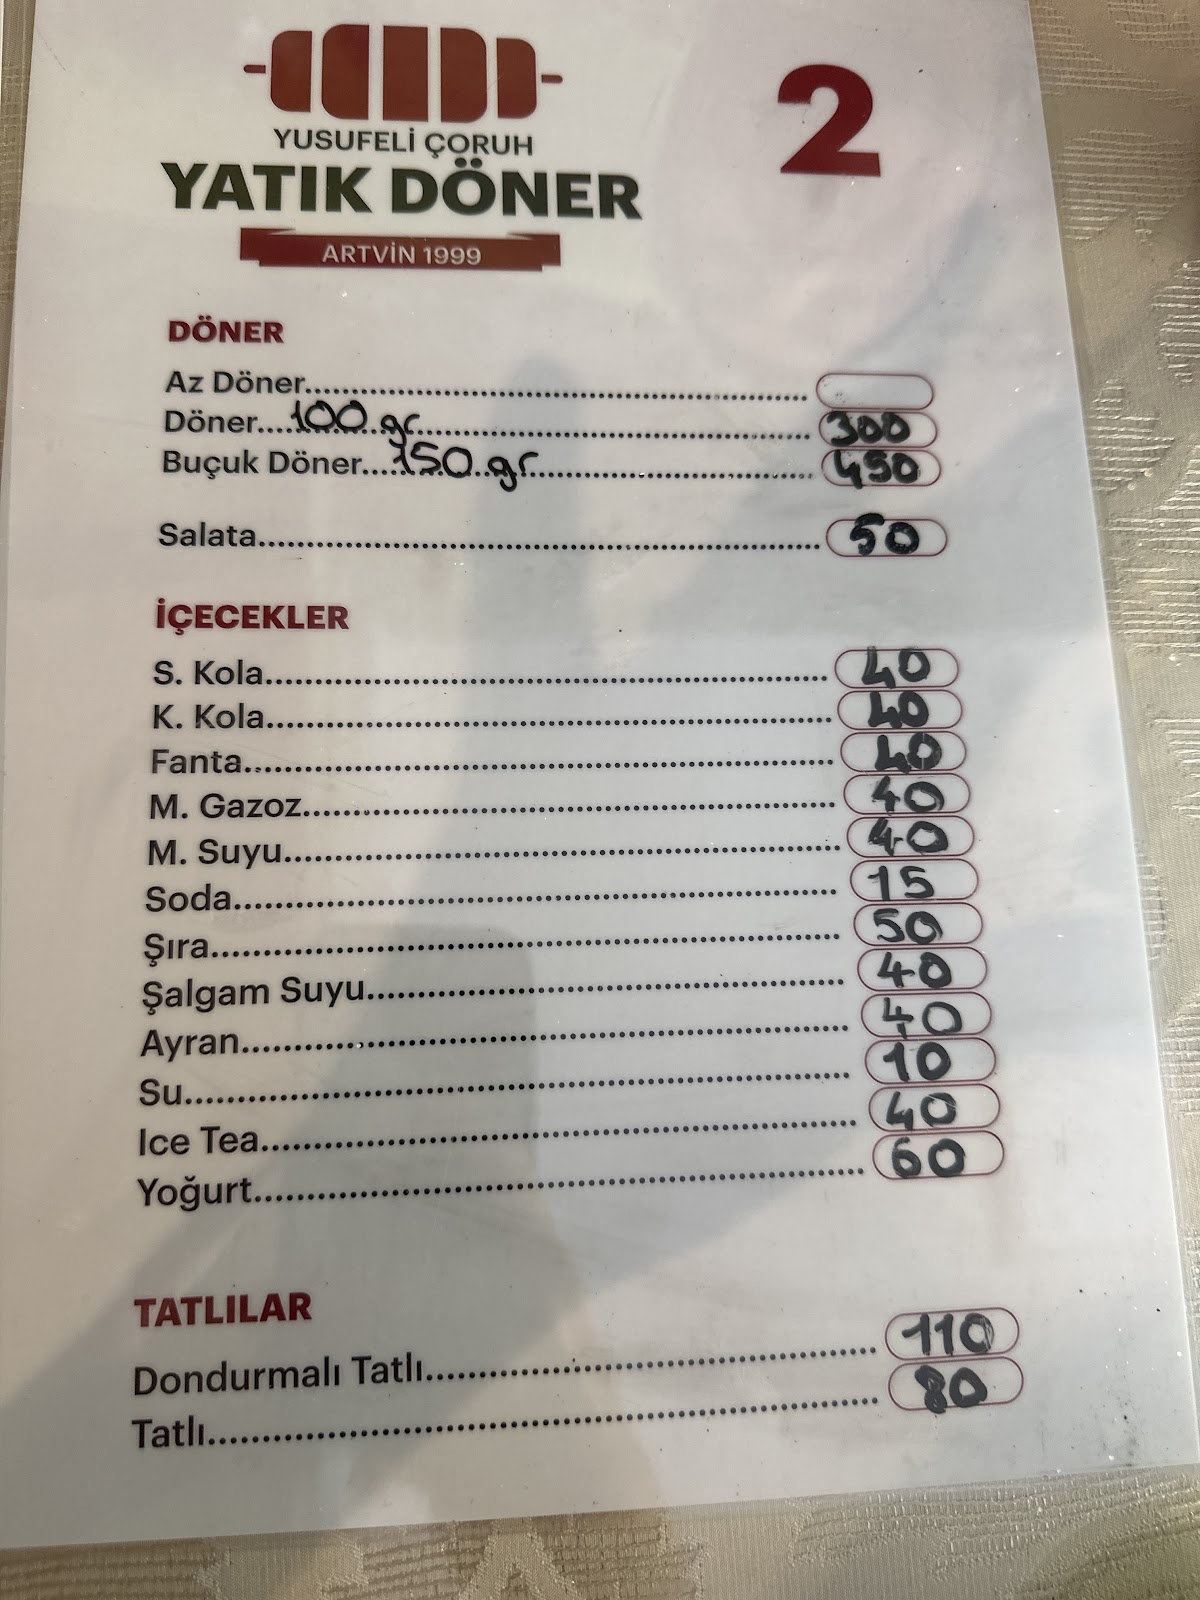 YUSUFELİ ÇORUH
2
YATIK DÖNER
ARTVİN 1999
DÖNER
Az Döner
Döner 100 gr 300
Buçuk Döner 150 gr 450
Salata 50
İÇECEKLER
S. Kola 40
K. Kola 40
Fanta 40
M. Gazoz 40
M. Suyu 40
Soda 15
Şıra 50
Şalgam Suyu 40
Ayran 40
Su 10
Ice Tea 40
Yoğurt 60
TATLILAR
Dondurmalı Tatlı 110
Tatlı 80